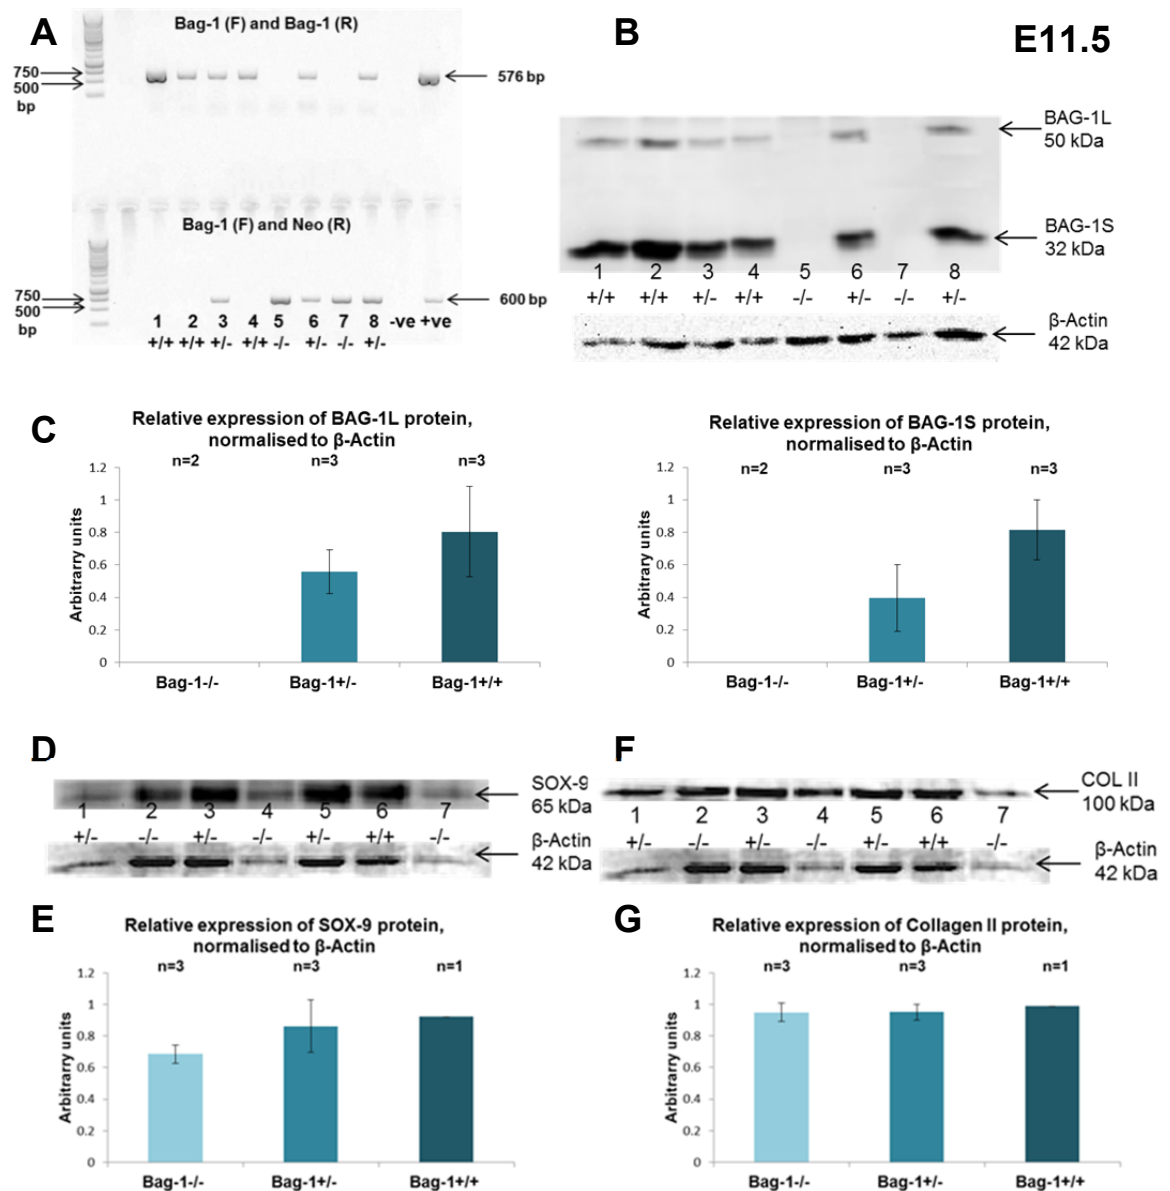 A
Bag-1 (F) and Bag-1 (R)
750
500
bp
576 bp
Bag-1 (F) and Neo (R)
750
500
bp
600 bp
1 2 3 4 5 6 7 8 -ve +ve
+/+ +/+ +/- +/+ -/- +/- -/- +/-
B
E11.5
BAG-1L
50 kDa
BAG-1S
32 kDa
1 2 3 4 5 6 7 8
+/+ +/+ +/- +/+ -/- +/- -/- +/-
β-Actin
42 kDa
C
Relative expression of BAG-1L protein,
normalised to β-Actin
n=2 n=3 n=3
1.2
1
0.8
0.6
0.4
0.2
0
Arbitrarry units
Bag-1-/- Bag-1+/- Bag-1+/+
Relative expression of BAG-1S protein,
normalised to β-Actin
n=2 n=3 n=3
1.2
1
0.8
0.6
0.4
0.2
0
Arbitrarry units
Bag-1-/- Bag-1+/- Bag-1+/+
D
SOX-9
65 kDa
1 2 3 4 5 6 7
+/- -/- +/- -/- +/- +/+ -/-
β-Actin
42 kDa
F
COL II
100 kDa
1 2 3 4 5 6 7
+/- -/- +/- -/- +/- +/+ -/-
β-Actin
42 kDa
E
Relative expression of SOX-9 protein,
normalised to β-Actin
n=3 n=3 n=1
1.2
1
0.8
0.6
0.4
0.2
0
Arbitrarry units
Bag-1-/- Bag-1+/- Bag-1+/+
G
Relative expression of Collagen II protein,
normalised to β-Actin
n=3 n=3 n=1
1.2
1
0.8
0.6
0.4
0.2
0
Arbitrarry units
Bag-1-/- Bag-1+/- Bag-1+/+